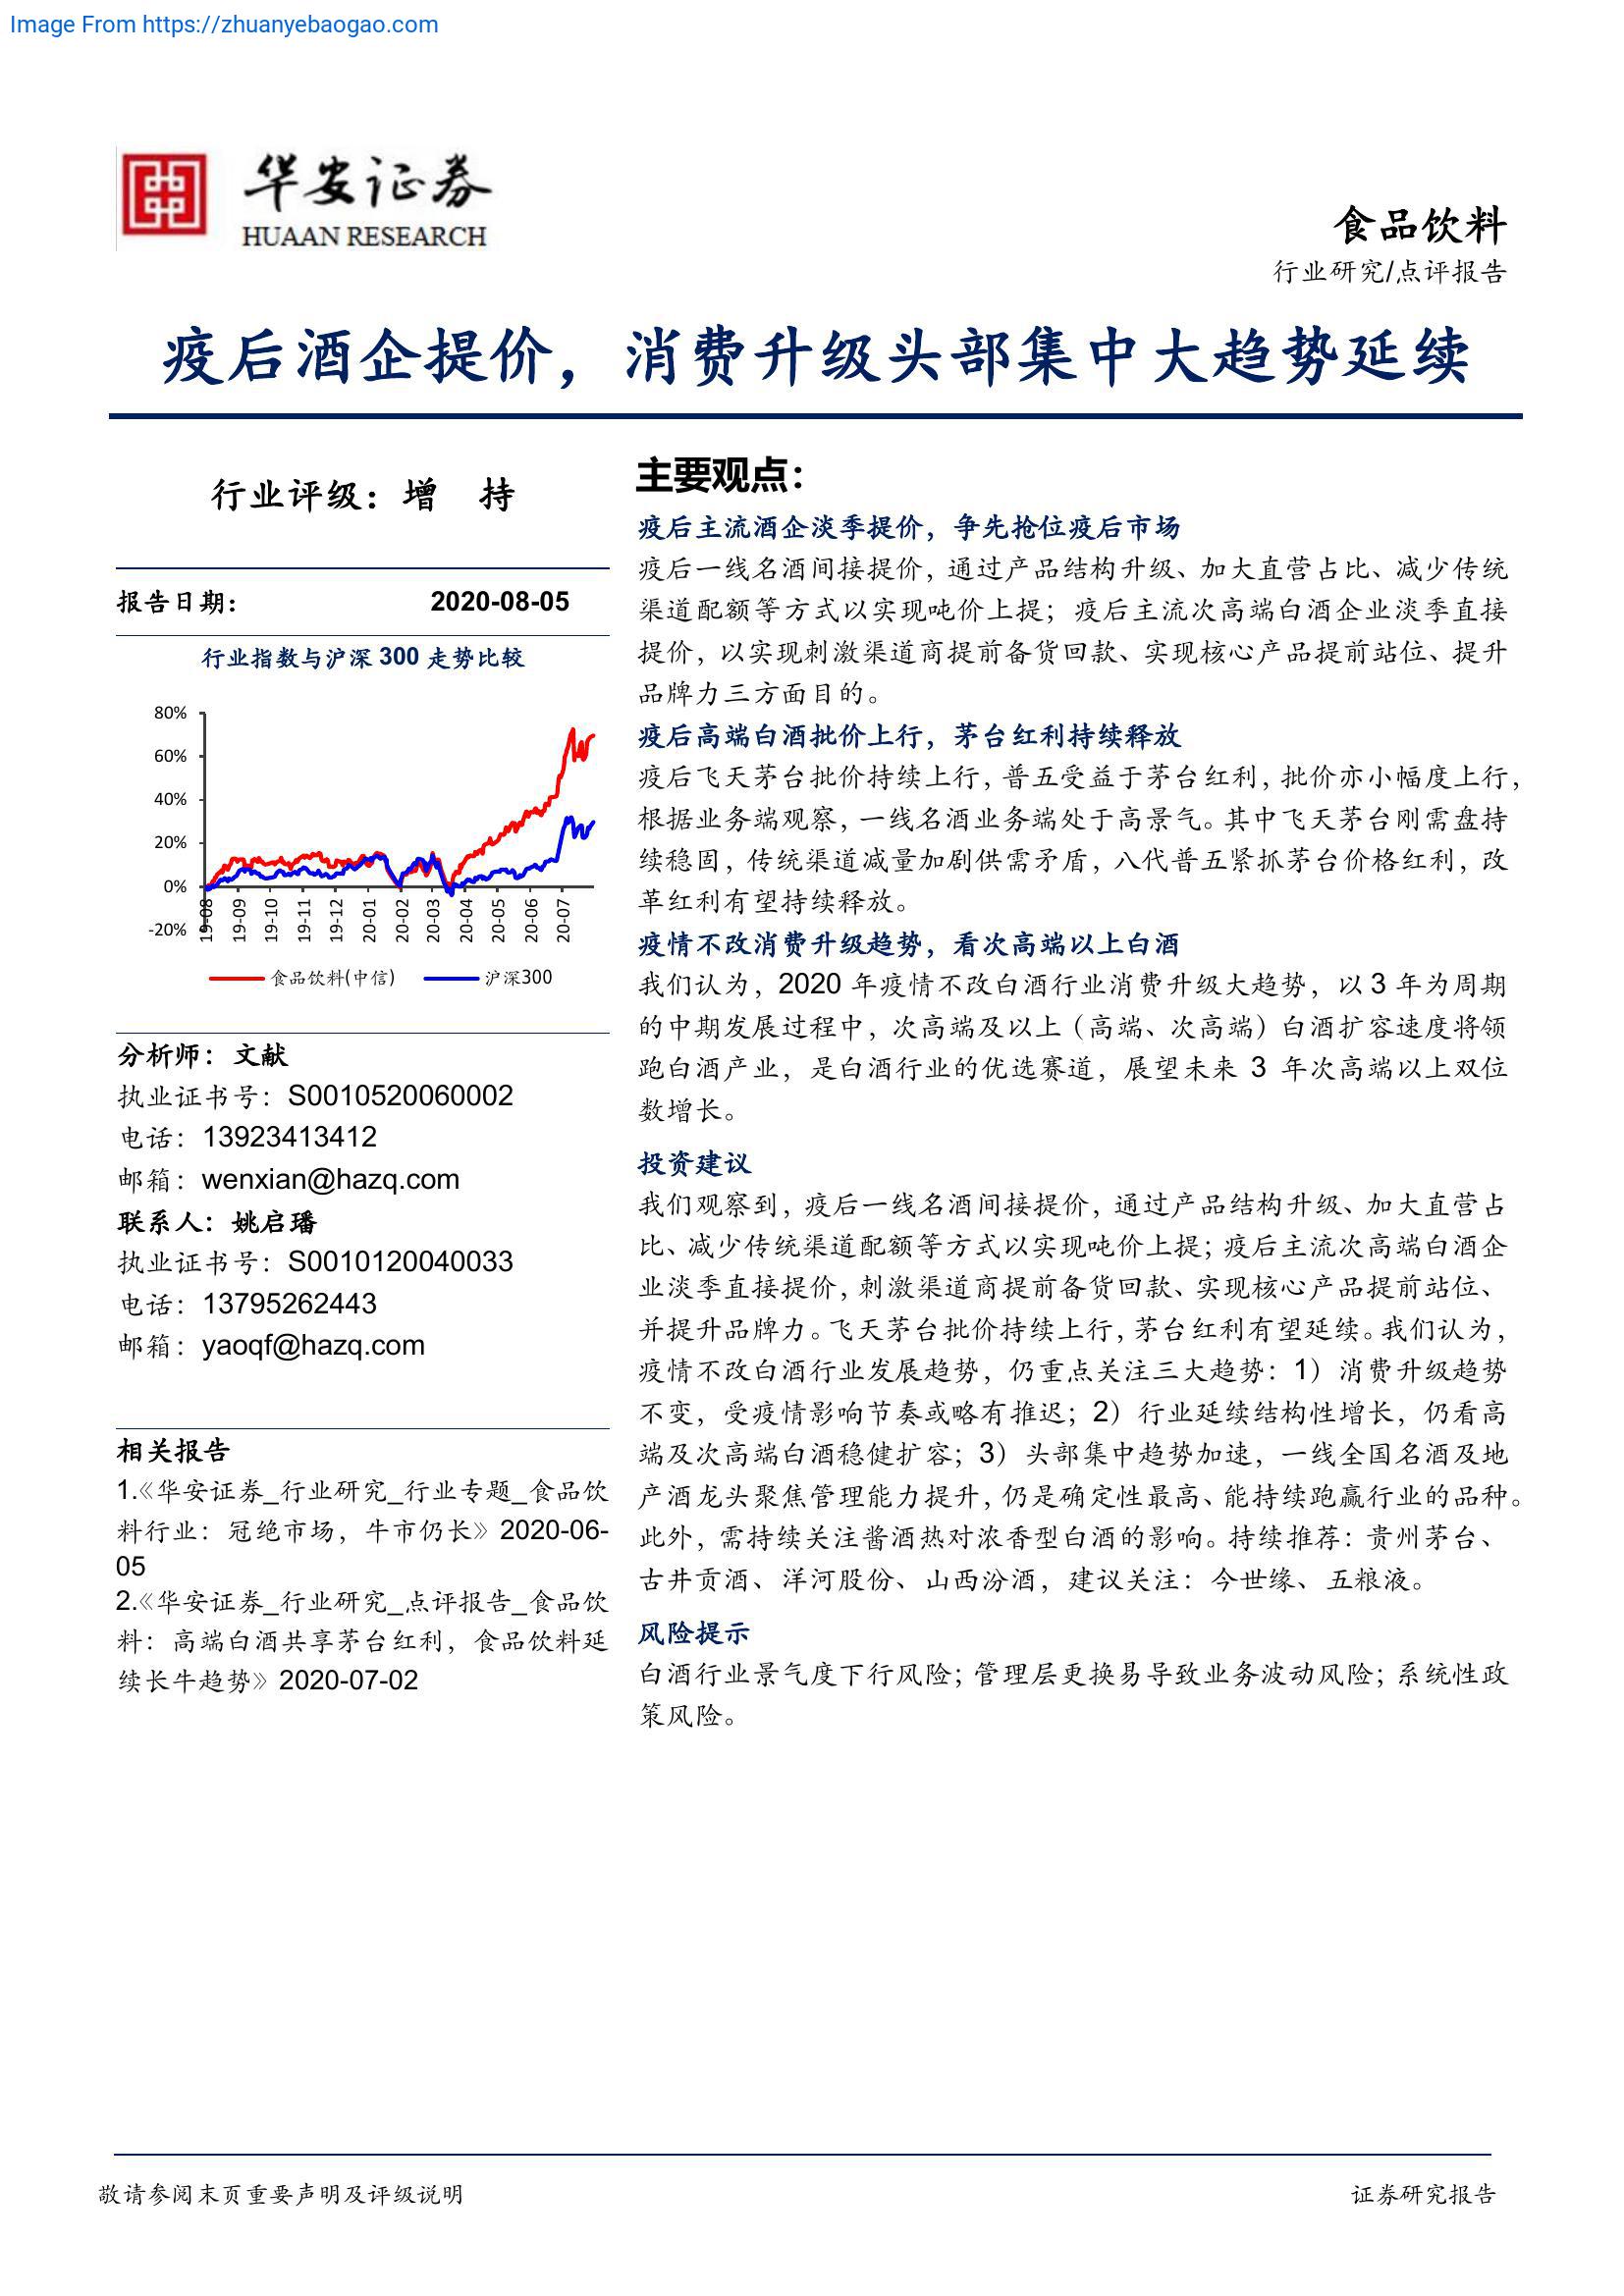 Image From https://zhuanyebaogao.com
华安证券
HUAAN RESEARCH
食品饮料
行业研究/点评报告
疫后酒企提价，消费升级头部集中大趋势延续
行业评级：增 持
报告日期： 2020-08-05
行业指数与沪深 300 走势比较
80%
60%
40%
20%
0%
-20%
19-08 19-09 19-10 19-11 19-12 20-01 20-02 20-03 20-04 20-05 20-06 20-07
食品饮料(中信) 沪深300
分析师：文献
执业证书号：S0010520060002
电话：13923413412
邮箱：wenxian@hazq.com
联系人：姚启璠
执业证书号：S0010120040033
电话：13795262443
邮箱：yaoqf@hazq.com
相关报告
1.《华安证券_行业研究_行业专题_食品饮
料行业：冠绝市场，牛市仍长》2020-06-
05
2.《华安证券_行业研究_点评报告_食品饮
料：高端白酒共享茅台红利，食品饮料延
续长牛趋势》2020-07-02
主要观点：
疫后主流酒企淡季提价，争先抢位疫后市场
疫后一线名酒间接提价，通过产品结构升级、加大直营占比、减少传统
渠道配额等方式以实现吨价上提；疫后主流次高端白酒企业淡季直接
提价，以实现刺激渠道商提前备货回款、实现核心产品提前站位、提升
品牌力三方面目的。
疫后高端白酒批价上行，茅台红利持续释放
疫后飞天茅台批价持续上行，普五受益于茅台红利，批价亦小幅度上行，
根据业务端观察，一线名酒业务端处于高景气。其中飞天茅台刚需盘持
续稳固，传统渠道减量加剧供需矛盾，八代普五紧抓茅台价格红利，改
革红利有望持续释放。
疫情不改消费升级趋势，看次高端以上白酒
我们认为，2020 年疫情不改白酒行业消费升级大趋势，以 3 年为周期
的中期发展过程中，次高端及以上（高端、次高端）白酒扩容速度将领
跑白酒产业，是白酒行业的优选赛道，展望未来 3 年次高端以上双位
数增长。
投资建议
我们观察到，疫后一线名酒间接提价，通过产品结构升级、加大直营占
比、减少传统渠道配额等方式以实现吨价上提；疫后主流次高端白酒企
业淡季直接提价，刺激渠道商提前备货回款、实现核心产品提前站位、
并提升品牌力。飞天茅台批价持续上行，茅台红利有望延续。我们认为，
疫情不改白酒行业发展趋势，仍重点关注三大趋势：1）消费升级趋势
不变，受疫情影响节奏或略有推迟；2）行业延续结构性增长，仍看高
端及次高端白酒稳健扩容；3）头部集中趋势加速，一线全国名酒及地
产酒龙头聚焦管理能力提升，仍是确定性最高、能持续跑赢行业的品种。
此外，需持续关注酱酒热对浓香型白酒的影响。持续推荐：贵州茅台、
古井贡酒、洋河股份、山西汾酒，建议关注：今世缘、五粮液。
风险提示
白酒行业景气度下行风险；管理层更换易导致业务波动风险；系统性政
策风险。
敬请参阅末页重要声明及评级说明
证券研究报告